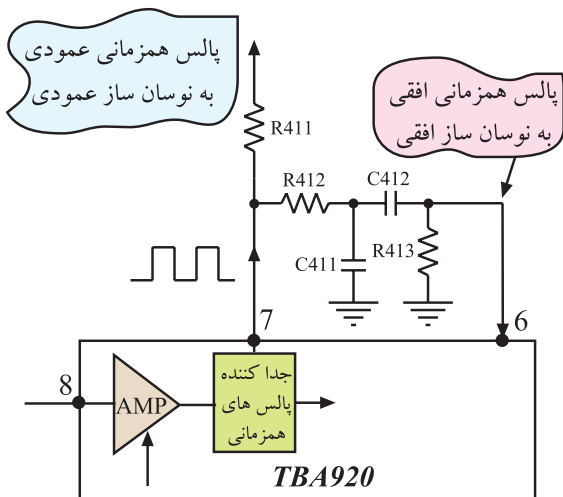 پالس همزمانی عمودی
به نوسان ساز عمودی
پالس همزمانی افقی
به نوسان ساز افقی
R411
R412
C412
C411
R413
7
6
8
AMP
جدا کننده
پالس های
همزمانی
TBA920